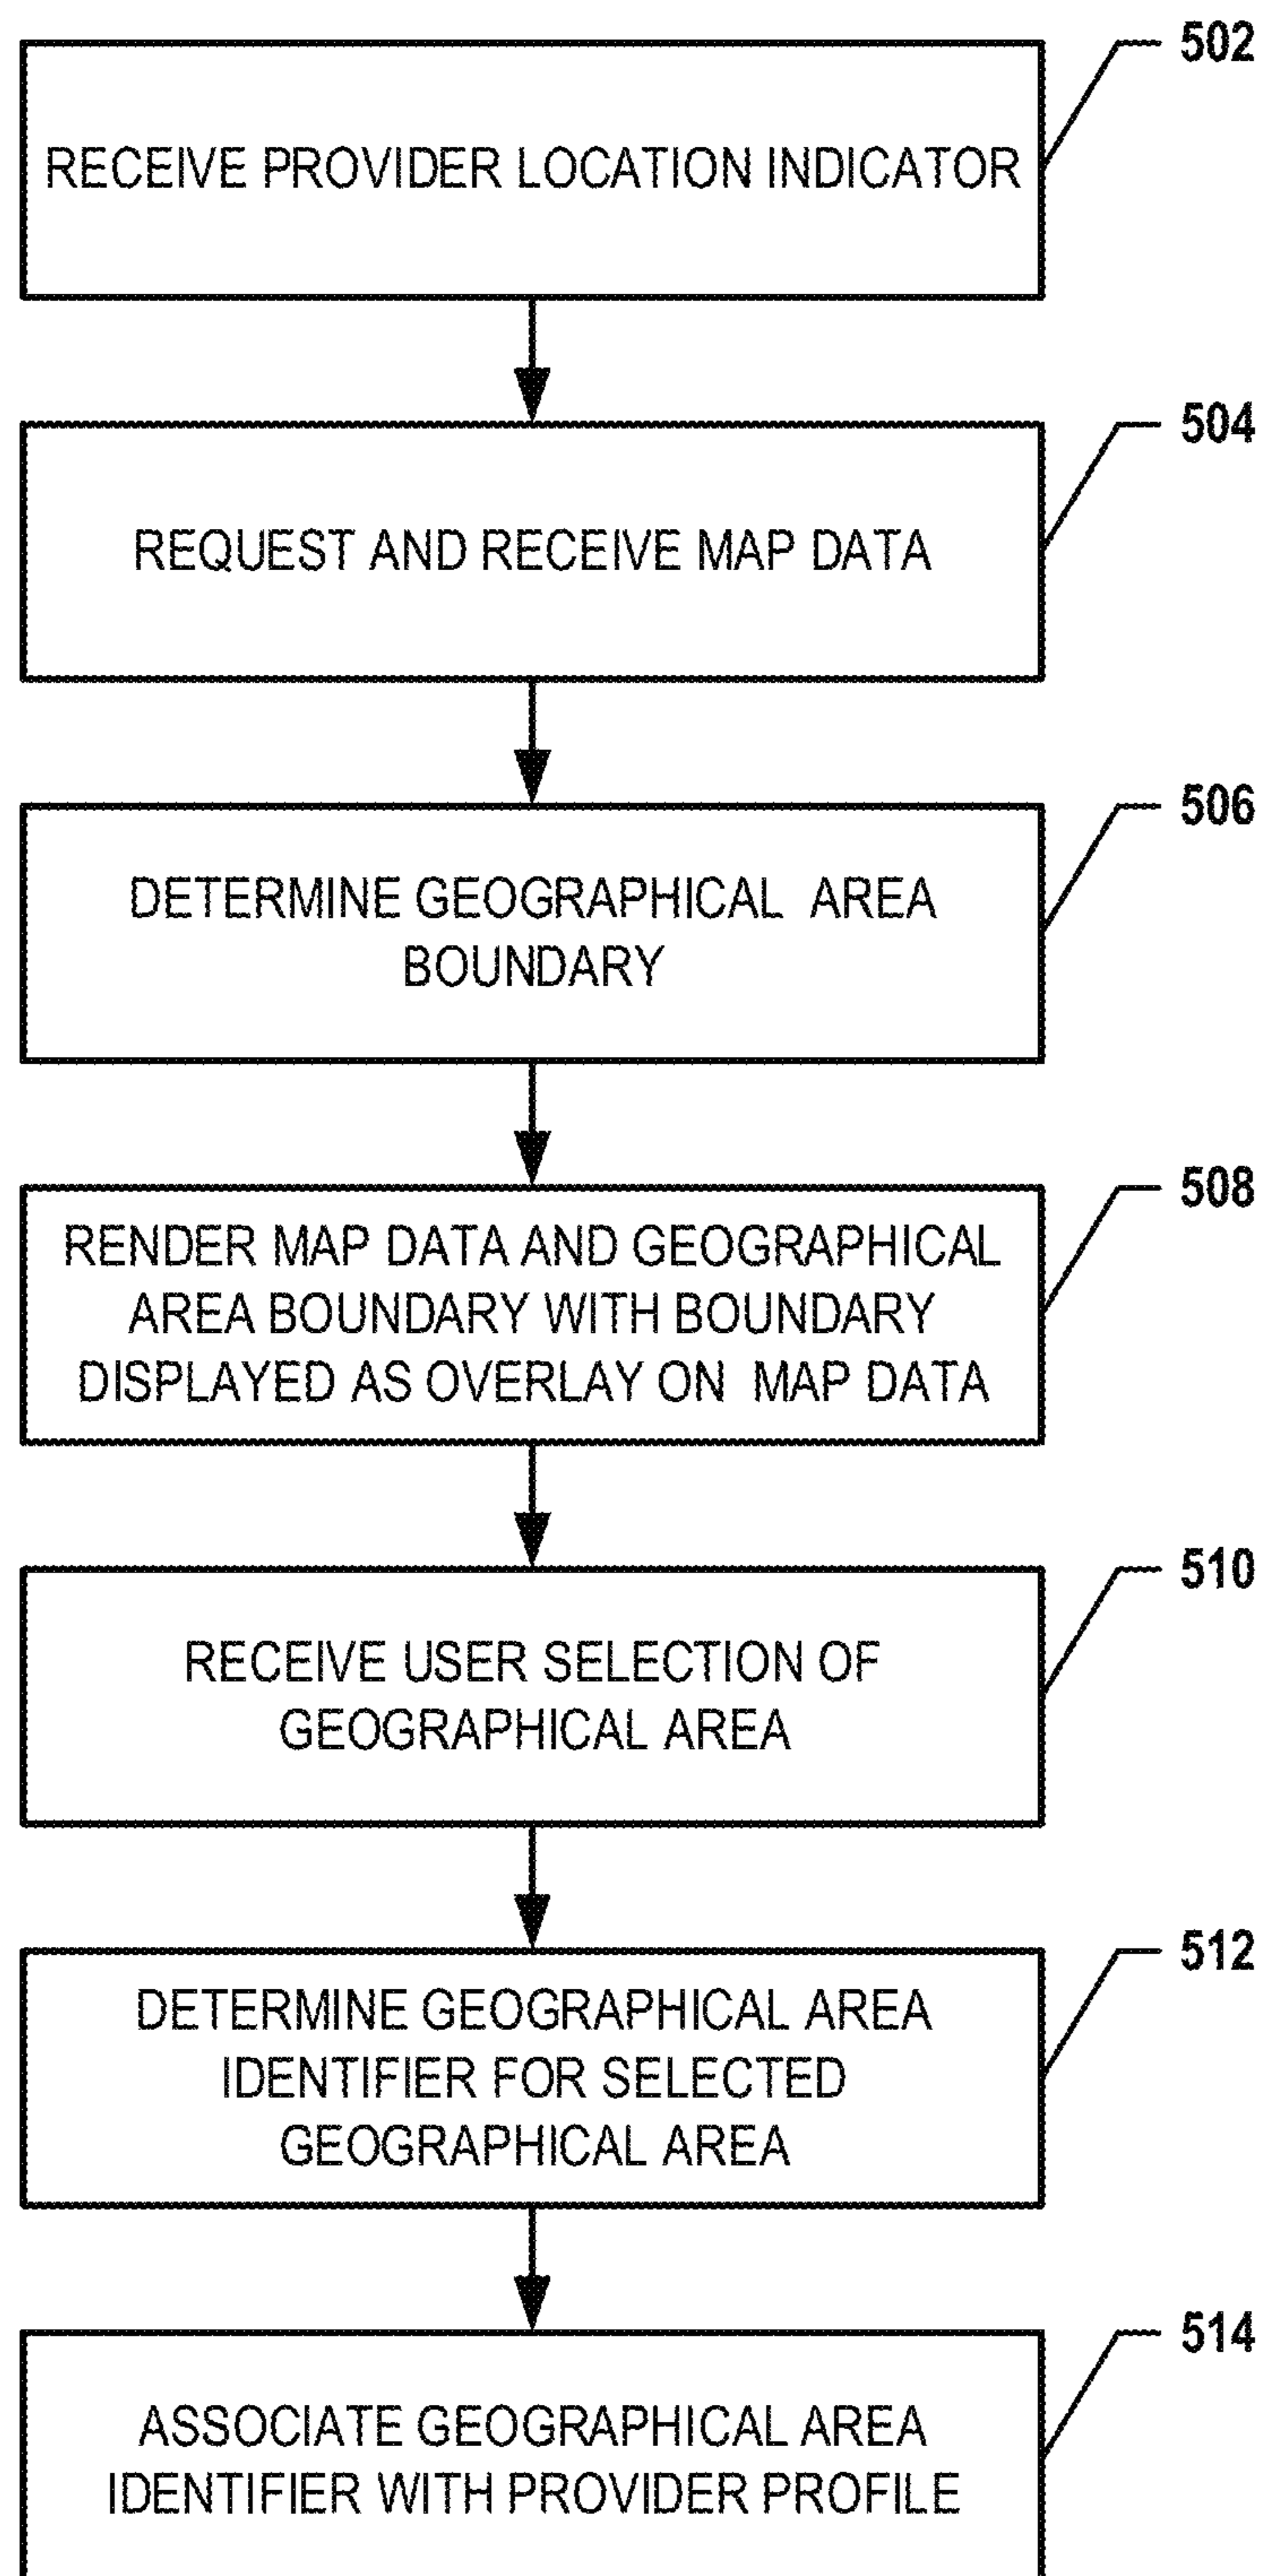 502
RECEIVE PROVIDER LOCATION INDICATOR
504
REQUEST AND RECEIVE MAP DATA
506
DETERMINE GEOGRAPHICAL AREA
BOUNDARY
508
RENDER MAP DATA AND GEOGRAPHICAL
AREA BOUNDARY WITH BOUNDARY
DISPLAYED AS OVERLAY ON MAP DATA
510
RECEIVE USER SELECTION OF
GEOGRAPHICAL AREA
512
DETERMINE GEOGRAPHICAL AREA
IDENTIFIER FOR SELECTED
GEOGRAPHICAL AREA
514
ASSOCIATE GEOGRAPHICAL AREA
IDENTIFIER WITH PROVIDER PROFILE